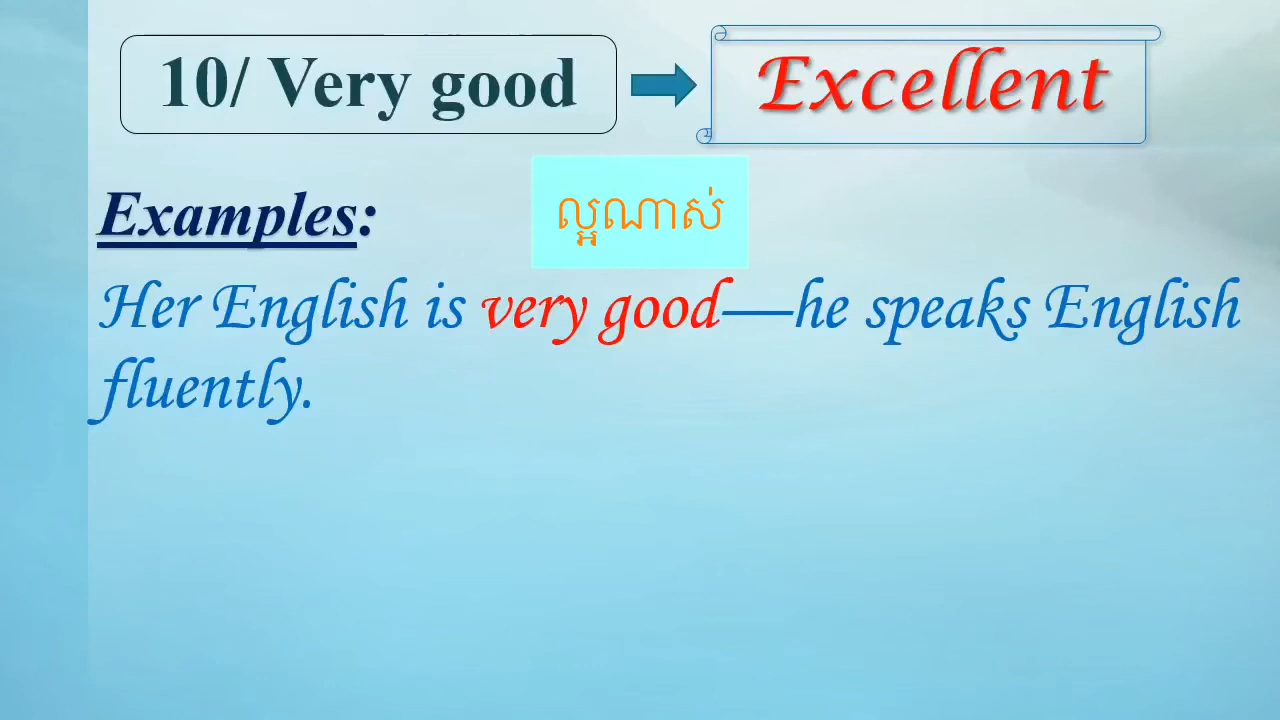 10/ Very good
Excellent
ល្អណាស់
Examples:
Her English is very good—he speaks English
fluently.